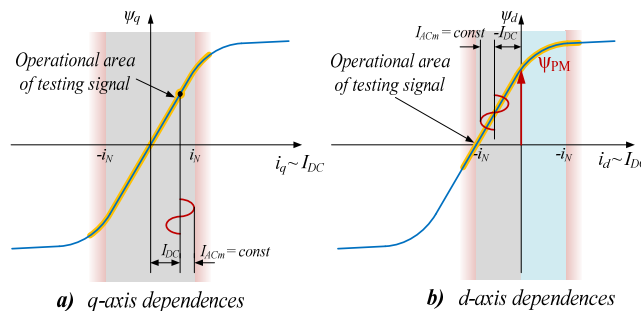 ψq
Operational area
of testing signal
-iN
iN
iq~ IDC
IDC
IACm= const
a) q-axis dependences
ψd
IACm= const
-IDC
Operational area
of testing signal
ψPM
-iN
-iN
id~ IDC
b) d-axis dependences